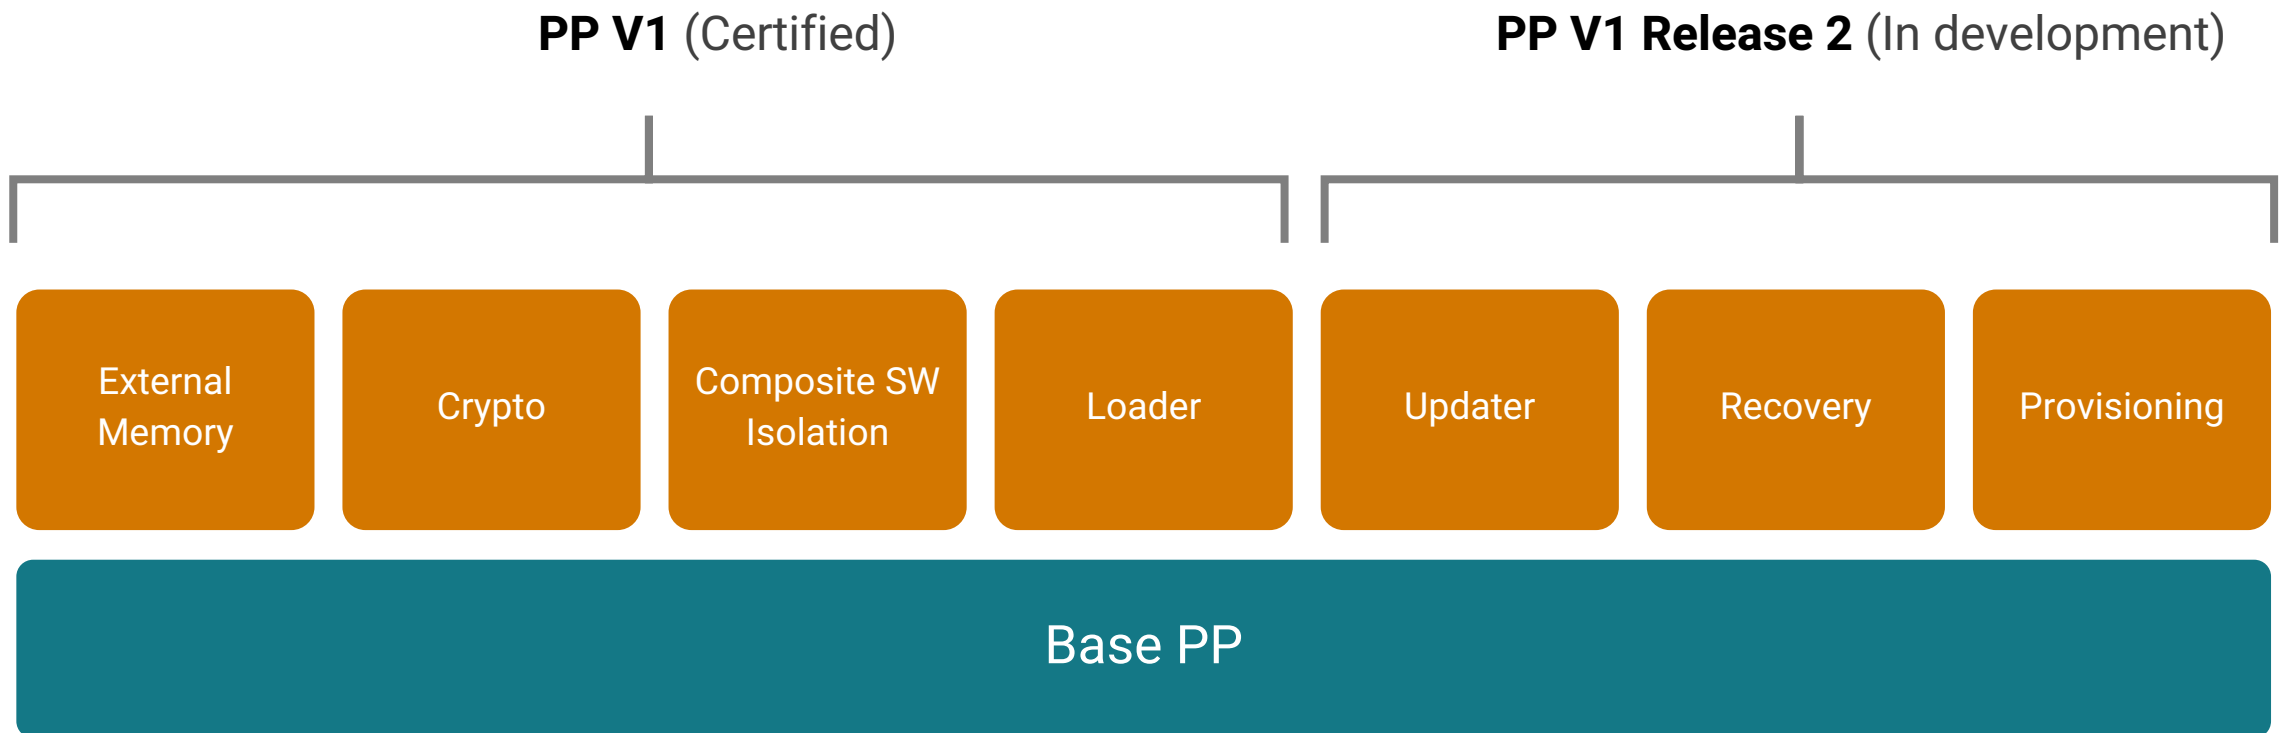 PP V1 (Certified)
PP V1 Release 2 (In development)
External
Memory
Crypto
Composite SW
Isolation
Loader
Updater
Recovery
Provisioning
Base PP